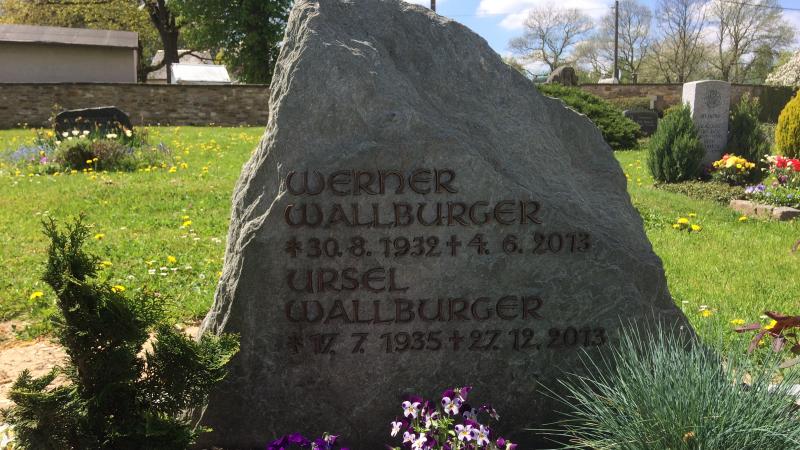 WERNER
WALLBURGER
*30. 8. 1932 † 4. 6. 2013
URSEL
WALLBURGER
*17. 7. 1935 † 27. 12. 2013